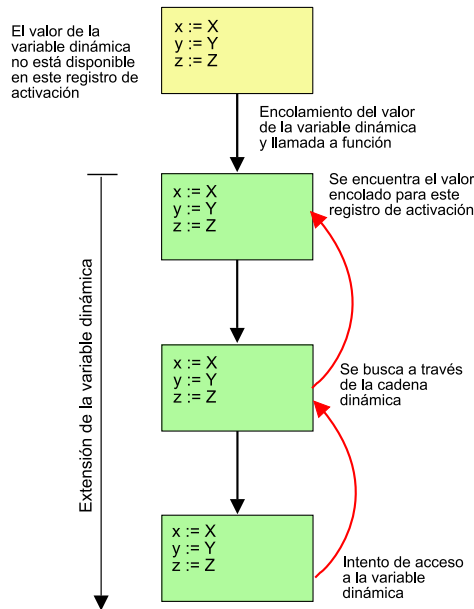 El valor de la
variable dinámica
no está disponible
en este registro de
activación
x := X
y := Y
z := Z
Encolamiento del valor
de la variable dinámica
y llamada a función
Se encuentra el valor
encolado para este
registro de activación
x := X
y := Y
z := Z
Extensión de la variable dinámica
x := X
y := Y
z := Z
Se busca a través
de la cadena
dinámica
x := X
y := Y
z := Z
Intento de acceso
a la variable
dinámica